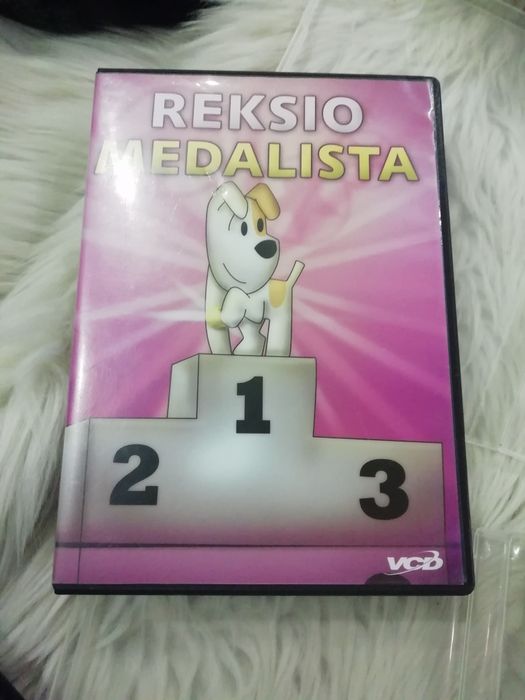 REKSIO
MEDALISTA
1
2
3
VCD